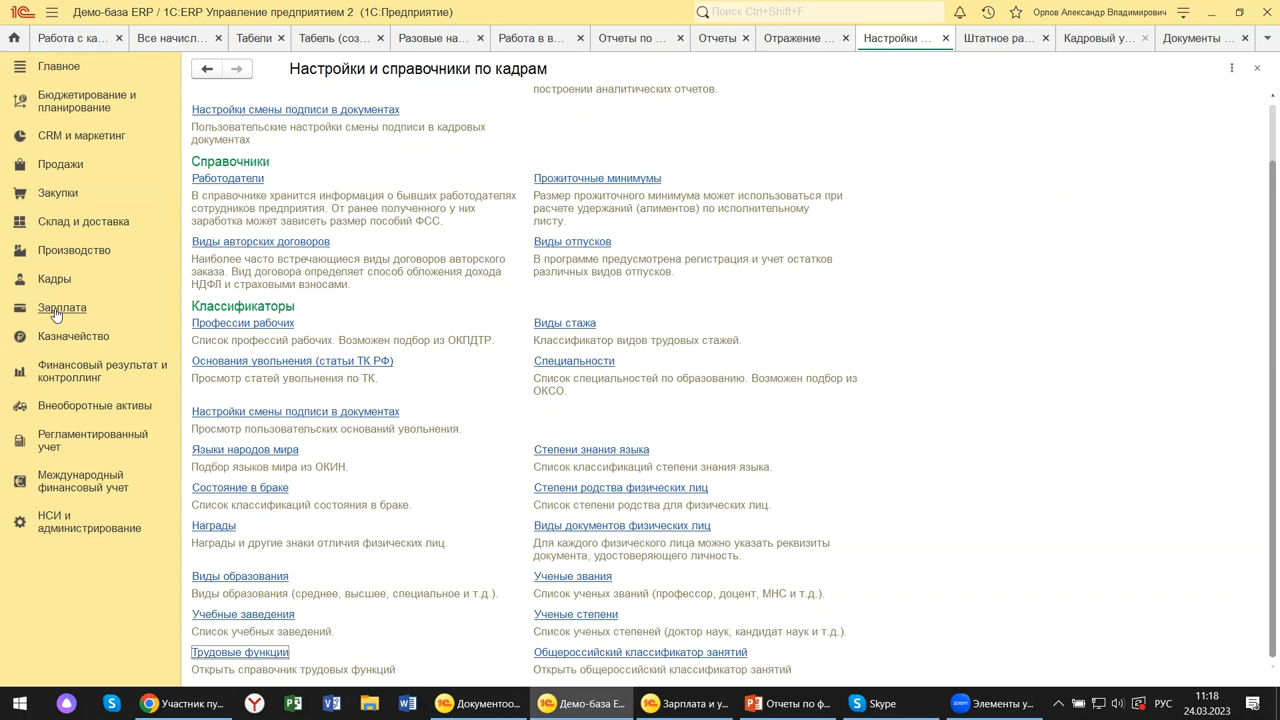 Демо-база ERP / 1С:ERP Управление предприятием 2 (1С:Предприятие)
Поиск Ctrl+Shift+F
Орлов Александр Владимирович
Работа с ка...
Все начисл...
Табели
Табель (соз...
Разовые на...
Работа в в...
Отчеты по ...
Отчеты
Отражение ...
Настройки ...
Штатное ра...
Кадровый у...
Документы ...
Главное
Бюджетирование и
планирование
CRM и маркетинг
Продажи
Закупки
Склад и доставка
Производство
Кадры
Зарплата
Казначейство
Финансовый результат и
контроллинг
Внеоборотные активы
Регламентированный
учет
Международный
финансовый учет
НСИ и
администрирование
Настройки и справочники по кадрам
построении аналитических отчетов.
Настройки смены подписи в документах
Пользовательские настройки смены подписи в кадровых
документах
Справочники
Работодатели
В справочнике хранится информация о бывших работодателях
сотрудников предприятия. От ранее полученного у них
заработка может зависеть размер пособий ФСС.
Прожиточные минимумы
Размер прожиточного минимума может использоваться при
расчете удержаний (алиментов) по исполнительному
листу.
Виды авторских договоров
Наиболее часто встречающиеся виды договоров авторского
заказа. Вид договора определяет способ обложения дохода
НДФЛ и страховыми взносами.
Виды отпусков
В программе предусмотрена регистрация и учет остатков
различных видов отпусков.
Классификаторы
Профессии рабочих
Список профессий рабочих. Возможен подбор из ОКПДТР.
Виды стажа
Классификатор видов трудовых стажей.
Основания увольнения (статьи ТК РФ)
Просмотр статей увольнения по ТК.
Специальности
Список специальностей по образованию. Возможен подбор из
ОКСО.
Настройки смены подписи в документах
Просмотр пользовательских оснований увольнения.
Языки народов мира
Подбор языков мира из ОКИН.
Степени знания языка
Список классификаций степени знания языка.
Состояние в браке
Список классификаций состояния в браке.
Степени родства физических лиц
Список степени родства для физических лиц.
Награды
Награды и другие знаки отличия физических лиц.
Виды документов физических лиц
Для каждого физического лица можно указать реквизиты
документа, удостоверяющего личность.
Виды образования
Виды образования (среднее, высшее, специальное и т.д.).
Ученые звания
Список ученых званий (профессор, доцент, МНС и т.д.).
Учебные заведения
Список учебных заведений.
Ученые степени
Список ученых степеней (доктор наук, кандидат наук и т.д.).
Трудовые функции
Открыть справочник трудовых функций
Общероссийский классификатор занятий
Открыть общероссийский классификатор занятий
Участник пу...
Документоо...
Демо-база E...
Зарплата и у...
Отчеты по ф...
Skype
zoom
Элементы у...
РУС
11:18
24.03.2023